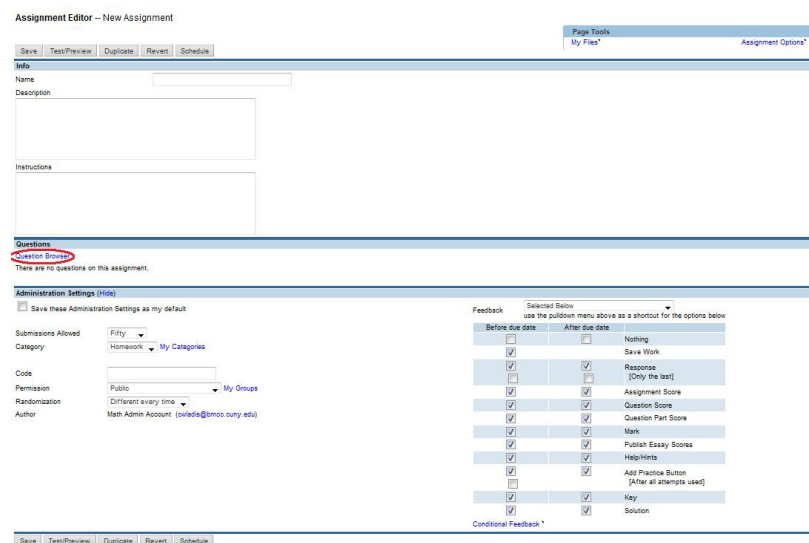 Assignment Editor -- New Assignment
Page Tools
My Files
Assignment Options
Save Test/Preview Duplicate Revert Schedule
Info
Name
Description
Instructions
Questions
Question Browser
There are no questions on this assignment.
Administration Settings (Hide)
Save these Administration Settings as my default
Submissions Allowed Fifty
Category Homework My Categories
Code
Permission Public My Groups
Randomization Different every time
Author Math Admin Account (cwladis@bmcc.cuny.edu)
Feedback Selected Below
use the pulldown menu above as a shortcut for the options below
Before due date After due date
Nothing
Save Work
Response
[Only the last]
Assignment Score
Question Score
Question Part Score
Mark
Publish Essay Scores
Help/Hints
Add Practice Button
[After all attempts used]
Key
Solution
Conditional Feedback
Save Test/Preview Duplicate Revert Schedule